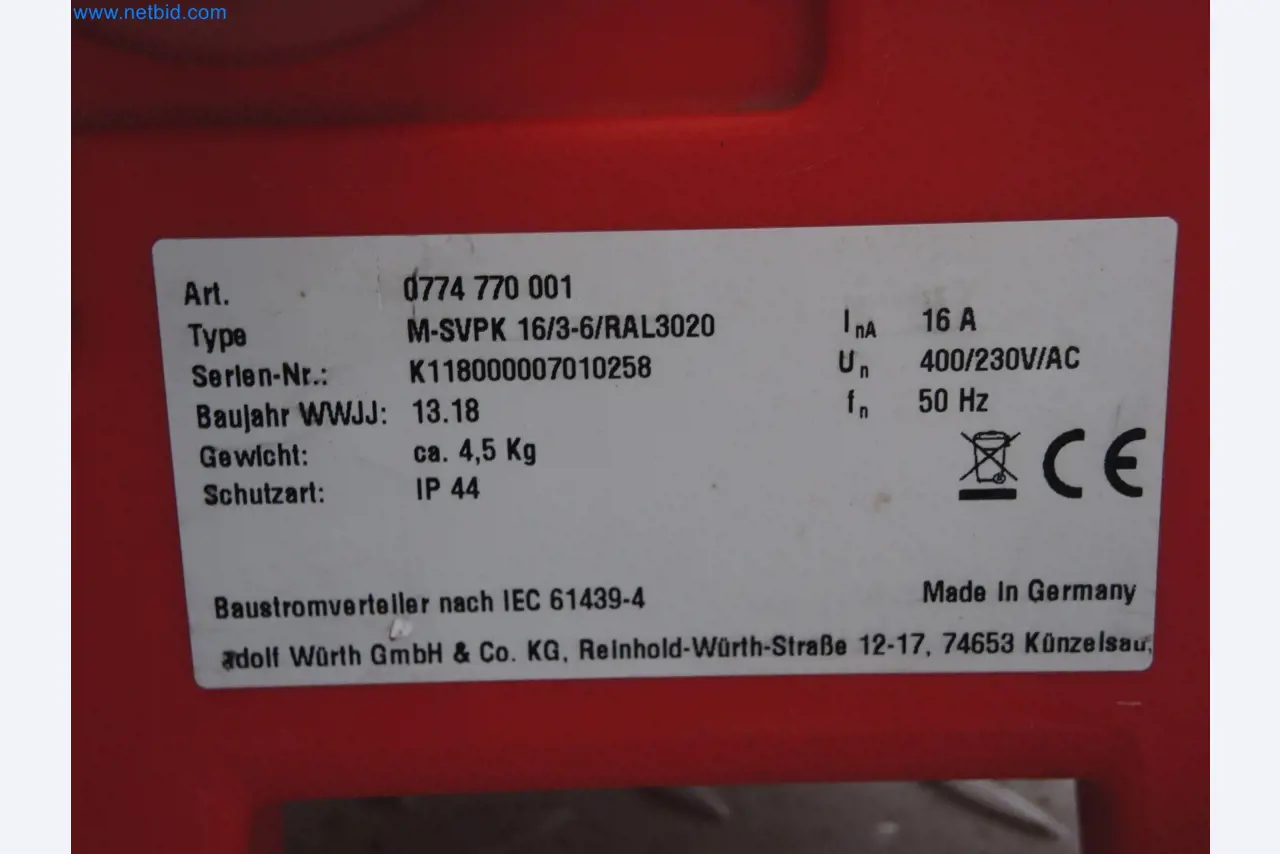 www.netbid.com
Art. 0774 770 001
Type M-SVPK 16/3-6/RAL3020
Serien-Nr.: K118000007010258
Baujahr WWJJ: 13.18
Gewicht: ca. 4,5 Kg
Schutzart: IP 44
InA 16 A
Un 400/230V/AC
fn 50 Hz
CE
Baustromverteiler nach IEC 61439-4
Made in Germany
Adolf Würth GmbH & Co. KG, Reinhold-Würth-Straße 12-17, 74653 Künzelsau,